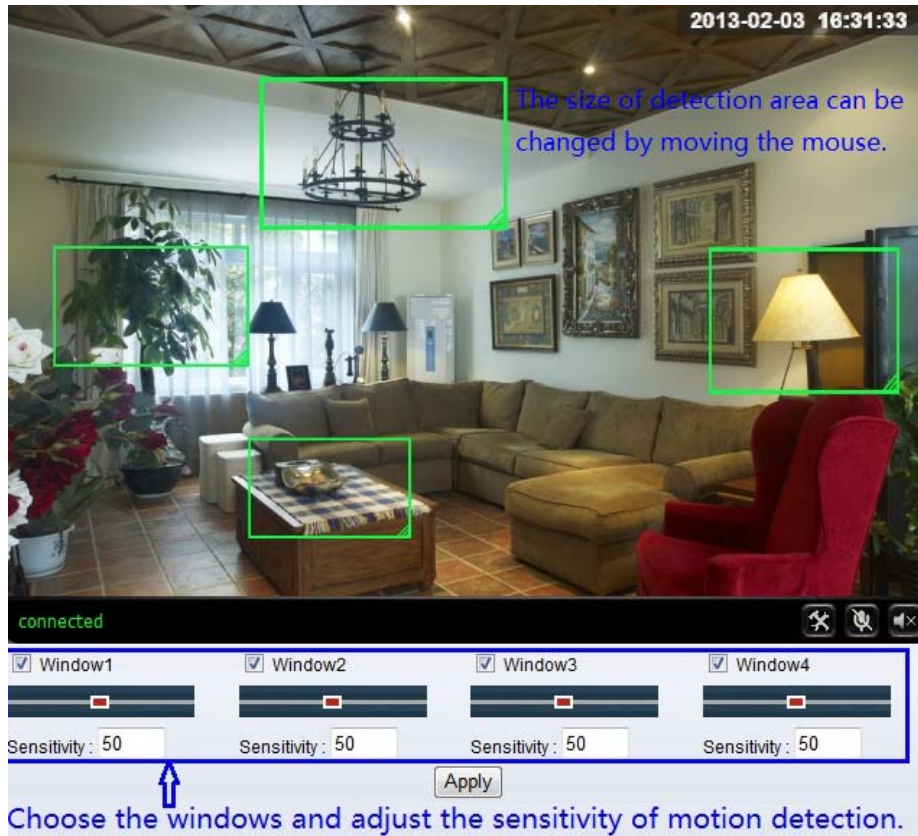 2013-02-03 16:31:33
The size of detection area can be
changed by moving the mouse.
connected
Window1 Window2 Window3 Window4
Sensitivity : 50 Sensitivity : 50 Sensitivity : 50 Sensitivity : 50
Apply
Choose the windows and adjust the sensitivity of motion detection.